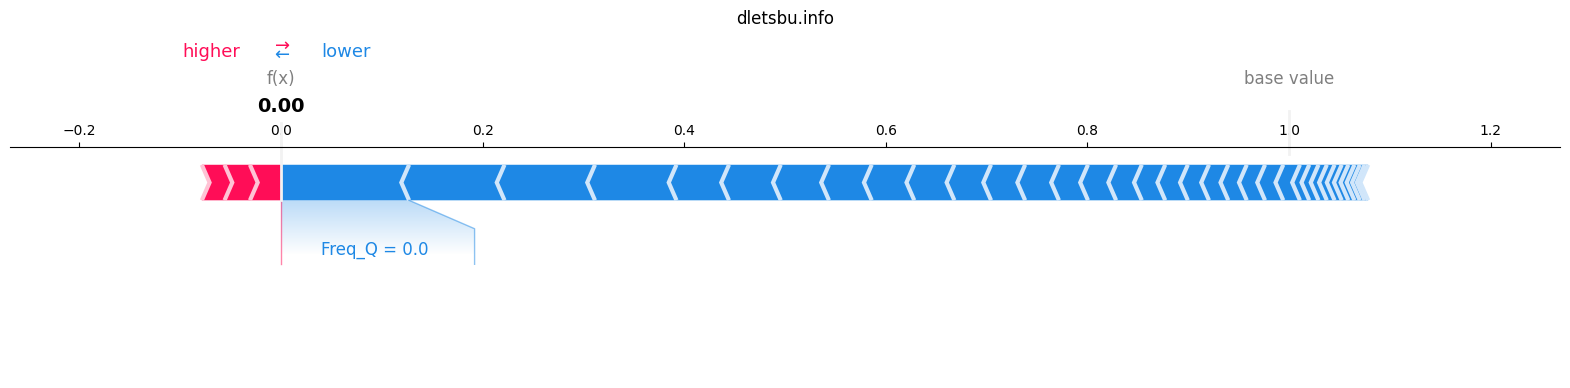 dletsbu.info
higher ⇄ lower
f(x) base value
0.00
−0.2 0.0 0.2 0.4 0.6 0.8 1.0 1.2
Freq_Q = 0.0